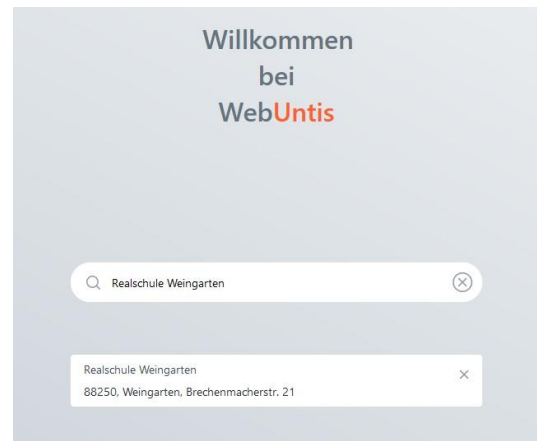 Willkommen
bei
WebUntis
Realschule Weingarten
Realschule Weingarten
88250, Weingarten, Brechenmacherstr. 21